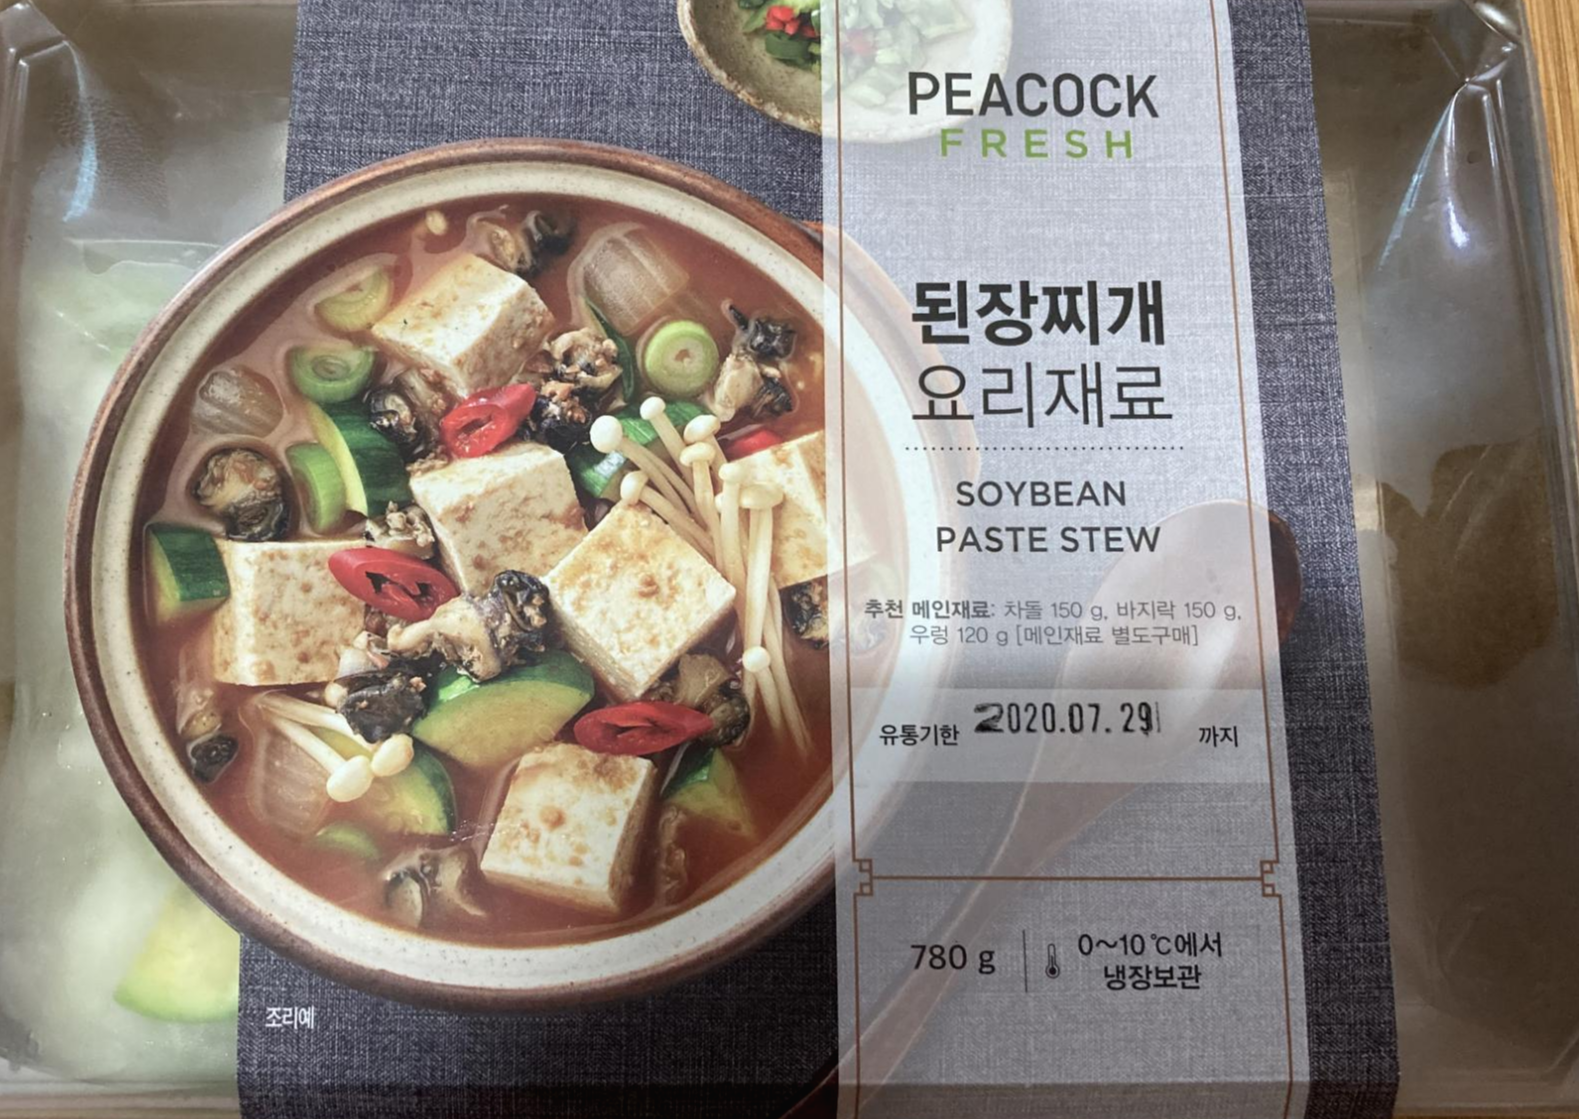 PEACOCK
FRESH
된장찌개
요리재료
SOYBEAN
PASTE STEW
추천 메인재료: 차돌 150 g, 바지락 150 g,
우렁 120 g [메인재료 별도구매]
유통기한 2020.07.29 까지
780 g 0~10℃에서
냉장보관
조리예